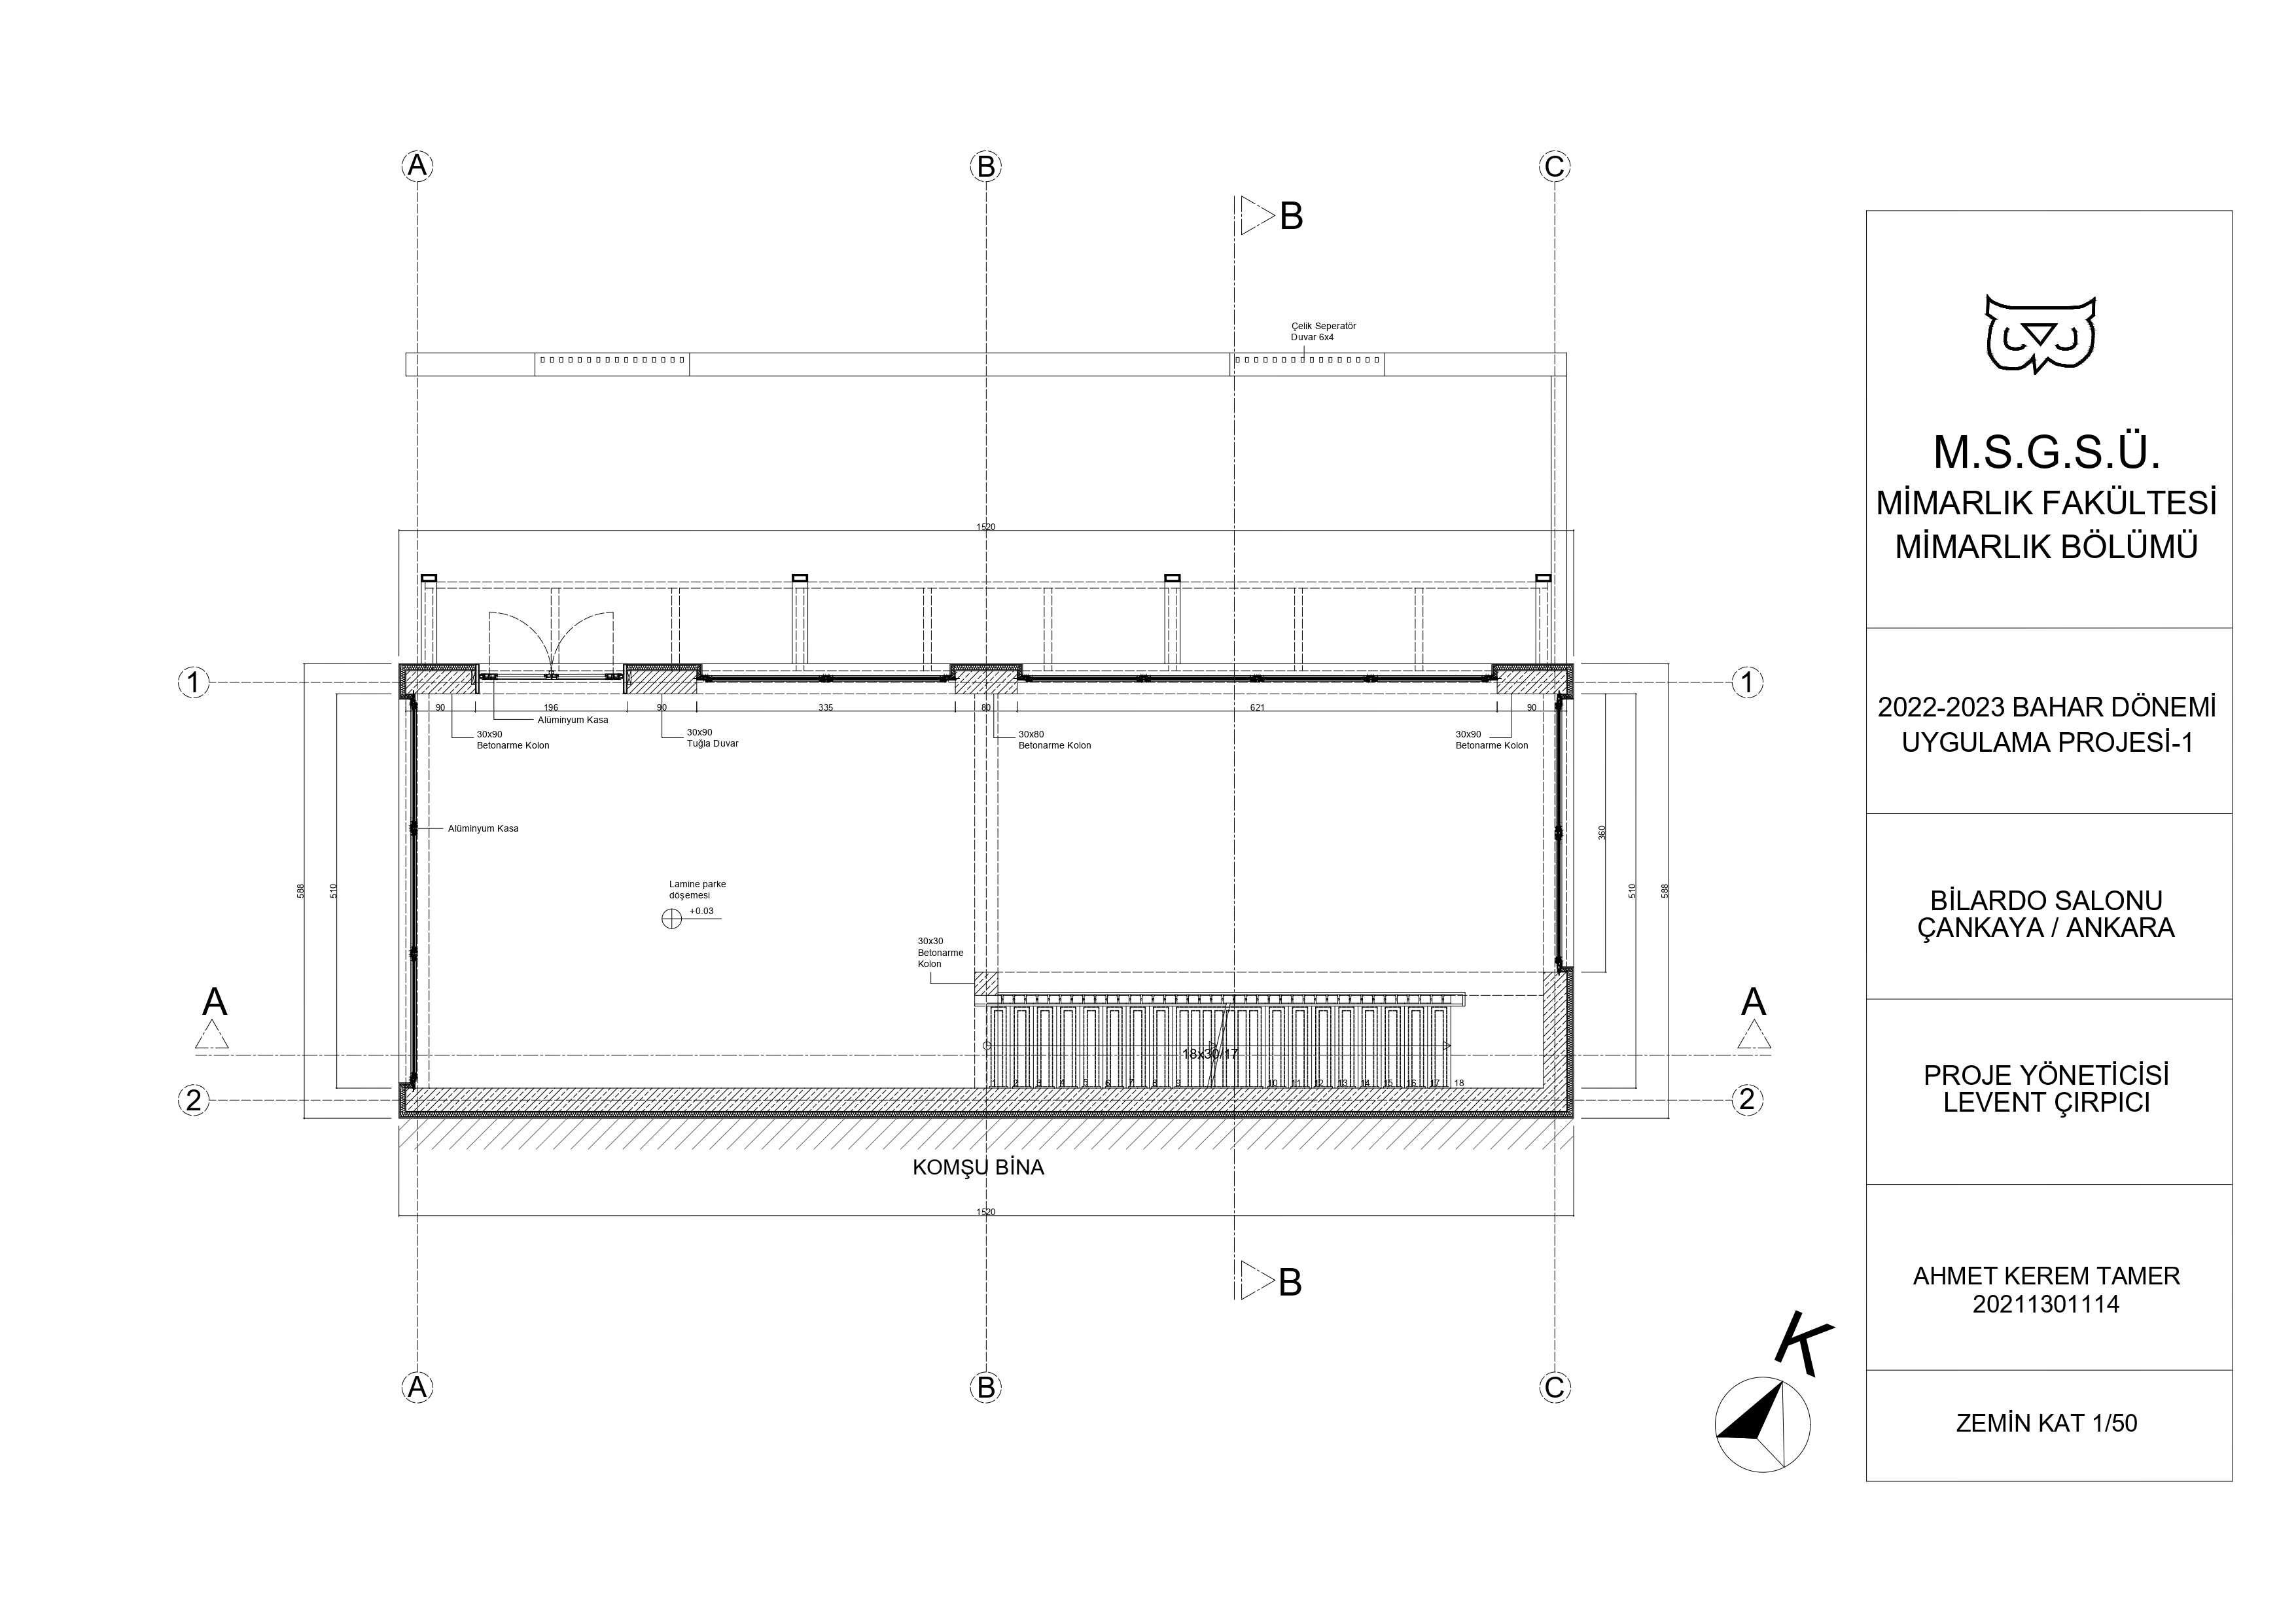 A
B
C
B
Çelik Seperatör
Duvar 6x4
1520
1
1
90
196
90
335
80
621
90
Alüminyum Kasa
30x90
Betonarme Kolon
30x90
Tuğla Duvar
30x80
Betonarme Kolon
30x90
Betonarme Kolon
Alüminyum Kasa
360
588
510
510
588
Lamine parke
döşemesi
+0.03
30x30
Betonarme
Kolon
A
A
18x30/17
1 2 3 4 5 6 7 8 9 10 11 12 13 14 15 16 17 18
2
2
KOMŞU BİNA
1520
B
A
B
C
K
M.S.G.S.Ü.
MİMARLIK FAKÜLTESİ
MİMARLIK BÖLÜMÜ
2022-2023 BAHAR DÖNEMİ
UYGULAMA PROJESİ-1
BİLARDO SALONU
ÇANKAYA / ANKARA
PROJE YÖNETİCİSİ
LEVENT ÇIRPICI
AHMET KEREM TAMER
20211301114
ZEMİN KAT 1/50